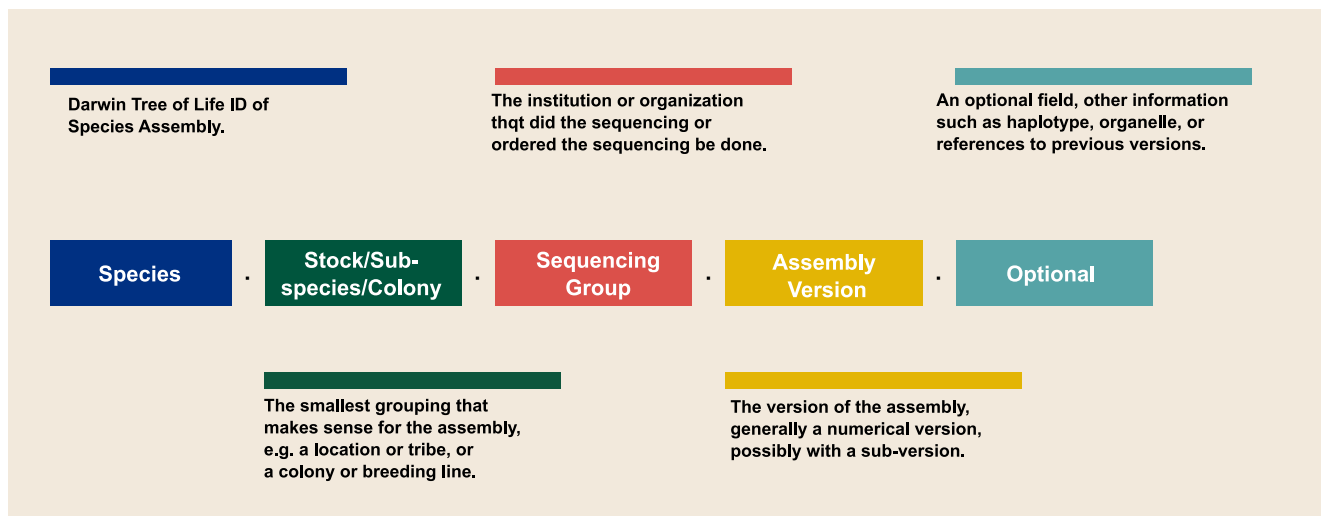 Darwin Tree of Life ID of
Species Assembly.
The institution or organization
thqt did the sequencing or
ordered the sequencing be done.
An optional field, other information
such as haplotype, organelle, or
references to previous versions.
Species
.
Stock/Sub-
species/Colony
.
Sequencing
Group
.
Assembly
Version
.
Optional
The smallest grouping that
makes sense for the assembly,
e.g. a location or tribe, or
a colony or breeding line.
The version of the assembly,
generally a numerical version,
possibly with a sub-version.